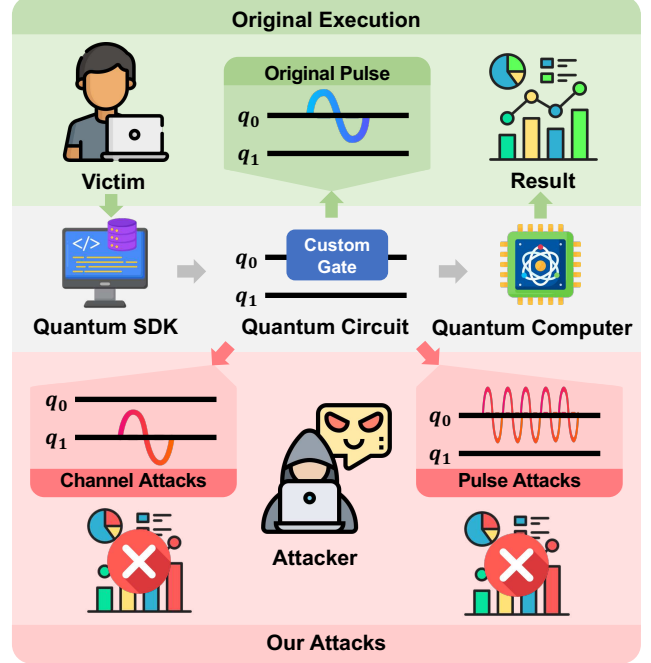 Original Execution
Original Pulse
q₀
q₁
Victim
Result
</>
q₀
Custom
Gate
q₁
Quantum SDK
Quantum Circuit
Quantum Computer
q₀
q₁
Channel Attacks
q₀
q₁
Pulse Attacks
Attacker
Our Attacks